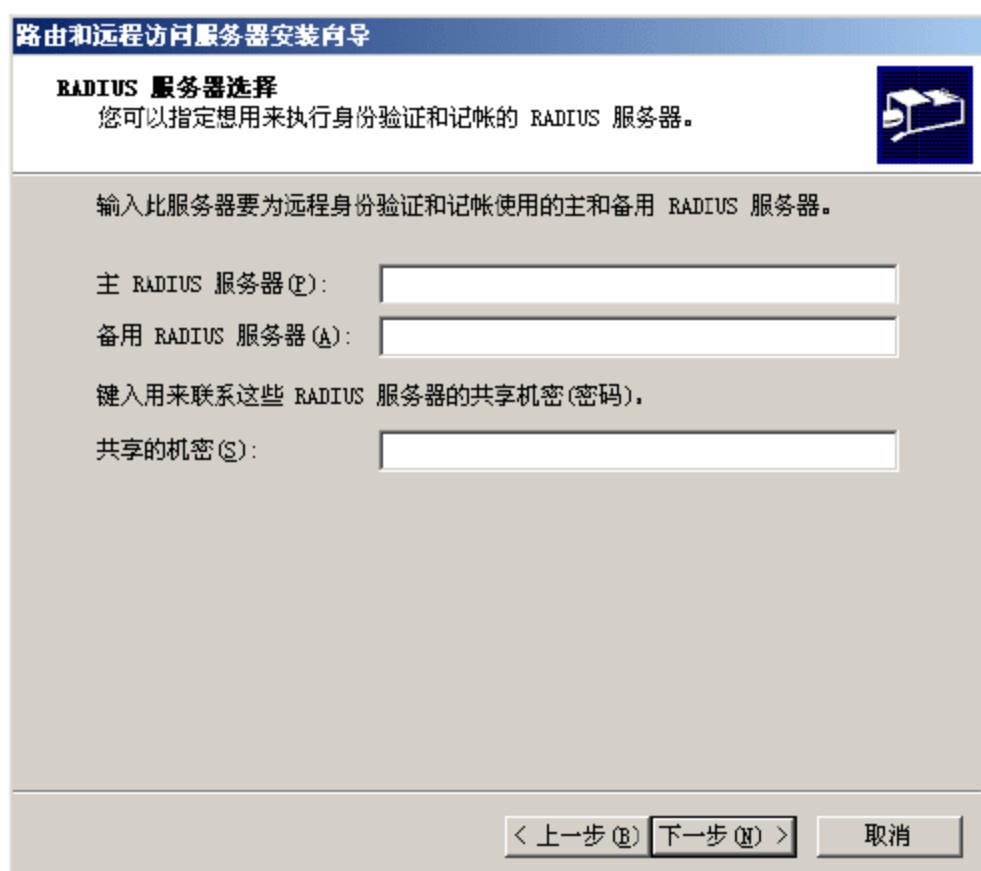 路由和远程访问服务器安装向导
RADIUS 服务器选择
您可以指定想用来执行身份验证和记帐的 RADIUS 服务器。
输入此服务器要为远程身份验证和记帐使用的主和备用 RADIUS 服务器。
主 RADIUS 服务器(P):
备用 RADIUS 服务器(A):
键入用来联系这些 RADIUS 服务器的共享机密(密码)。
共享的机密(S):
< 上一步(B) 下一步(N) > 取消